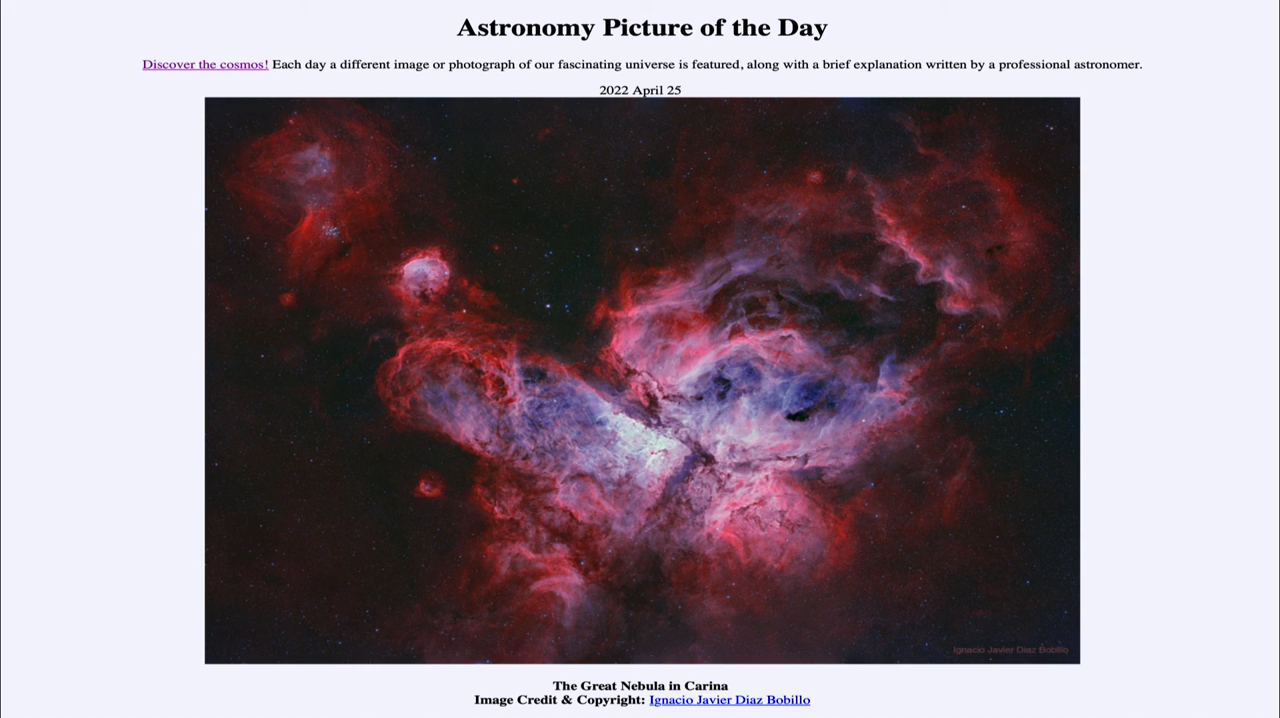 Astronomy Picture of the Day
Discover the cosmos! Each day a different image or photograph of our fascinating universe is featured, along with a brief explanation written by a professional astronomer.
2022 April 25
Ignacio Javier Diaz Bobillo
The Great Nebula in Carina
Image Credit & Copyright: Ignacio Javier Diaz Bobillo